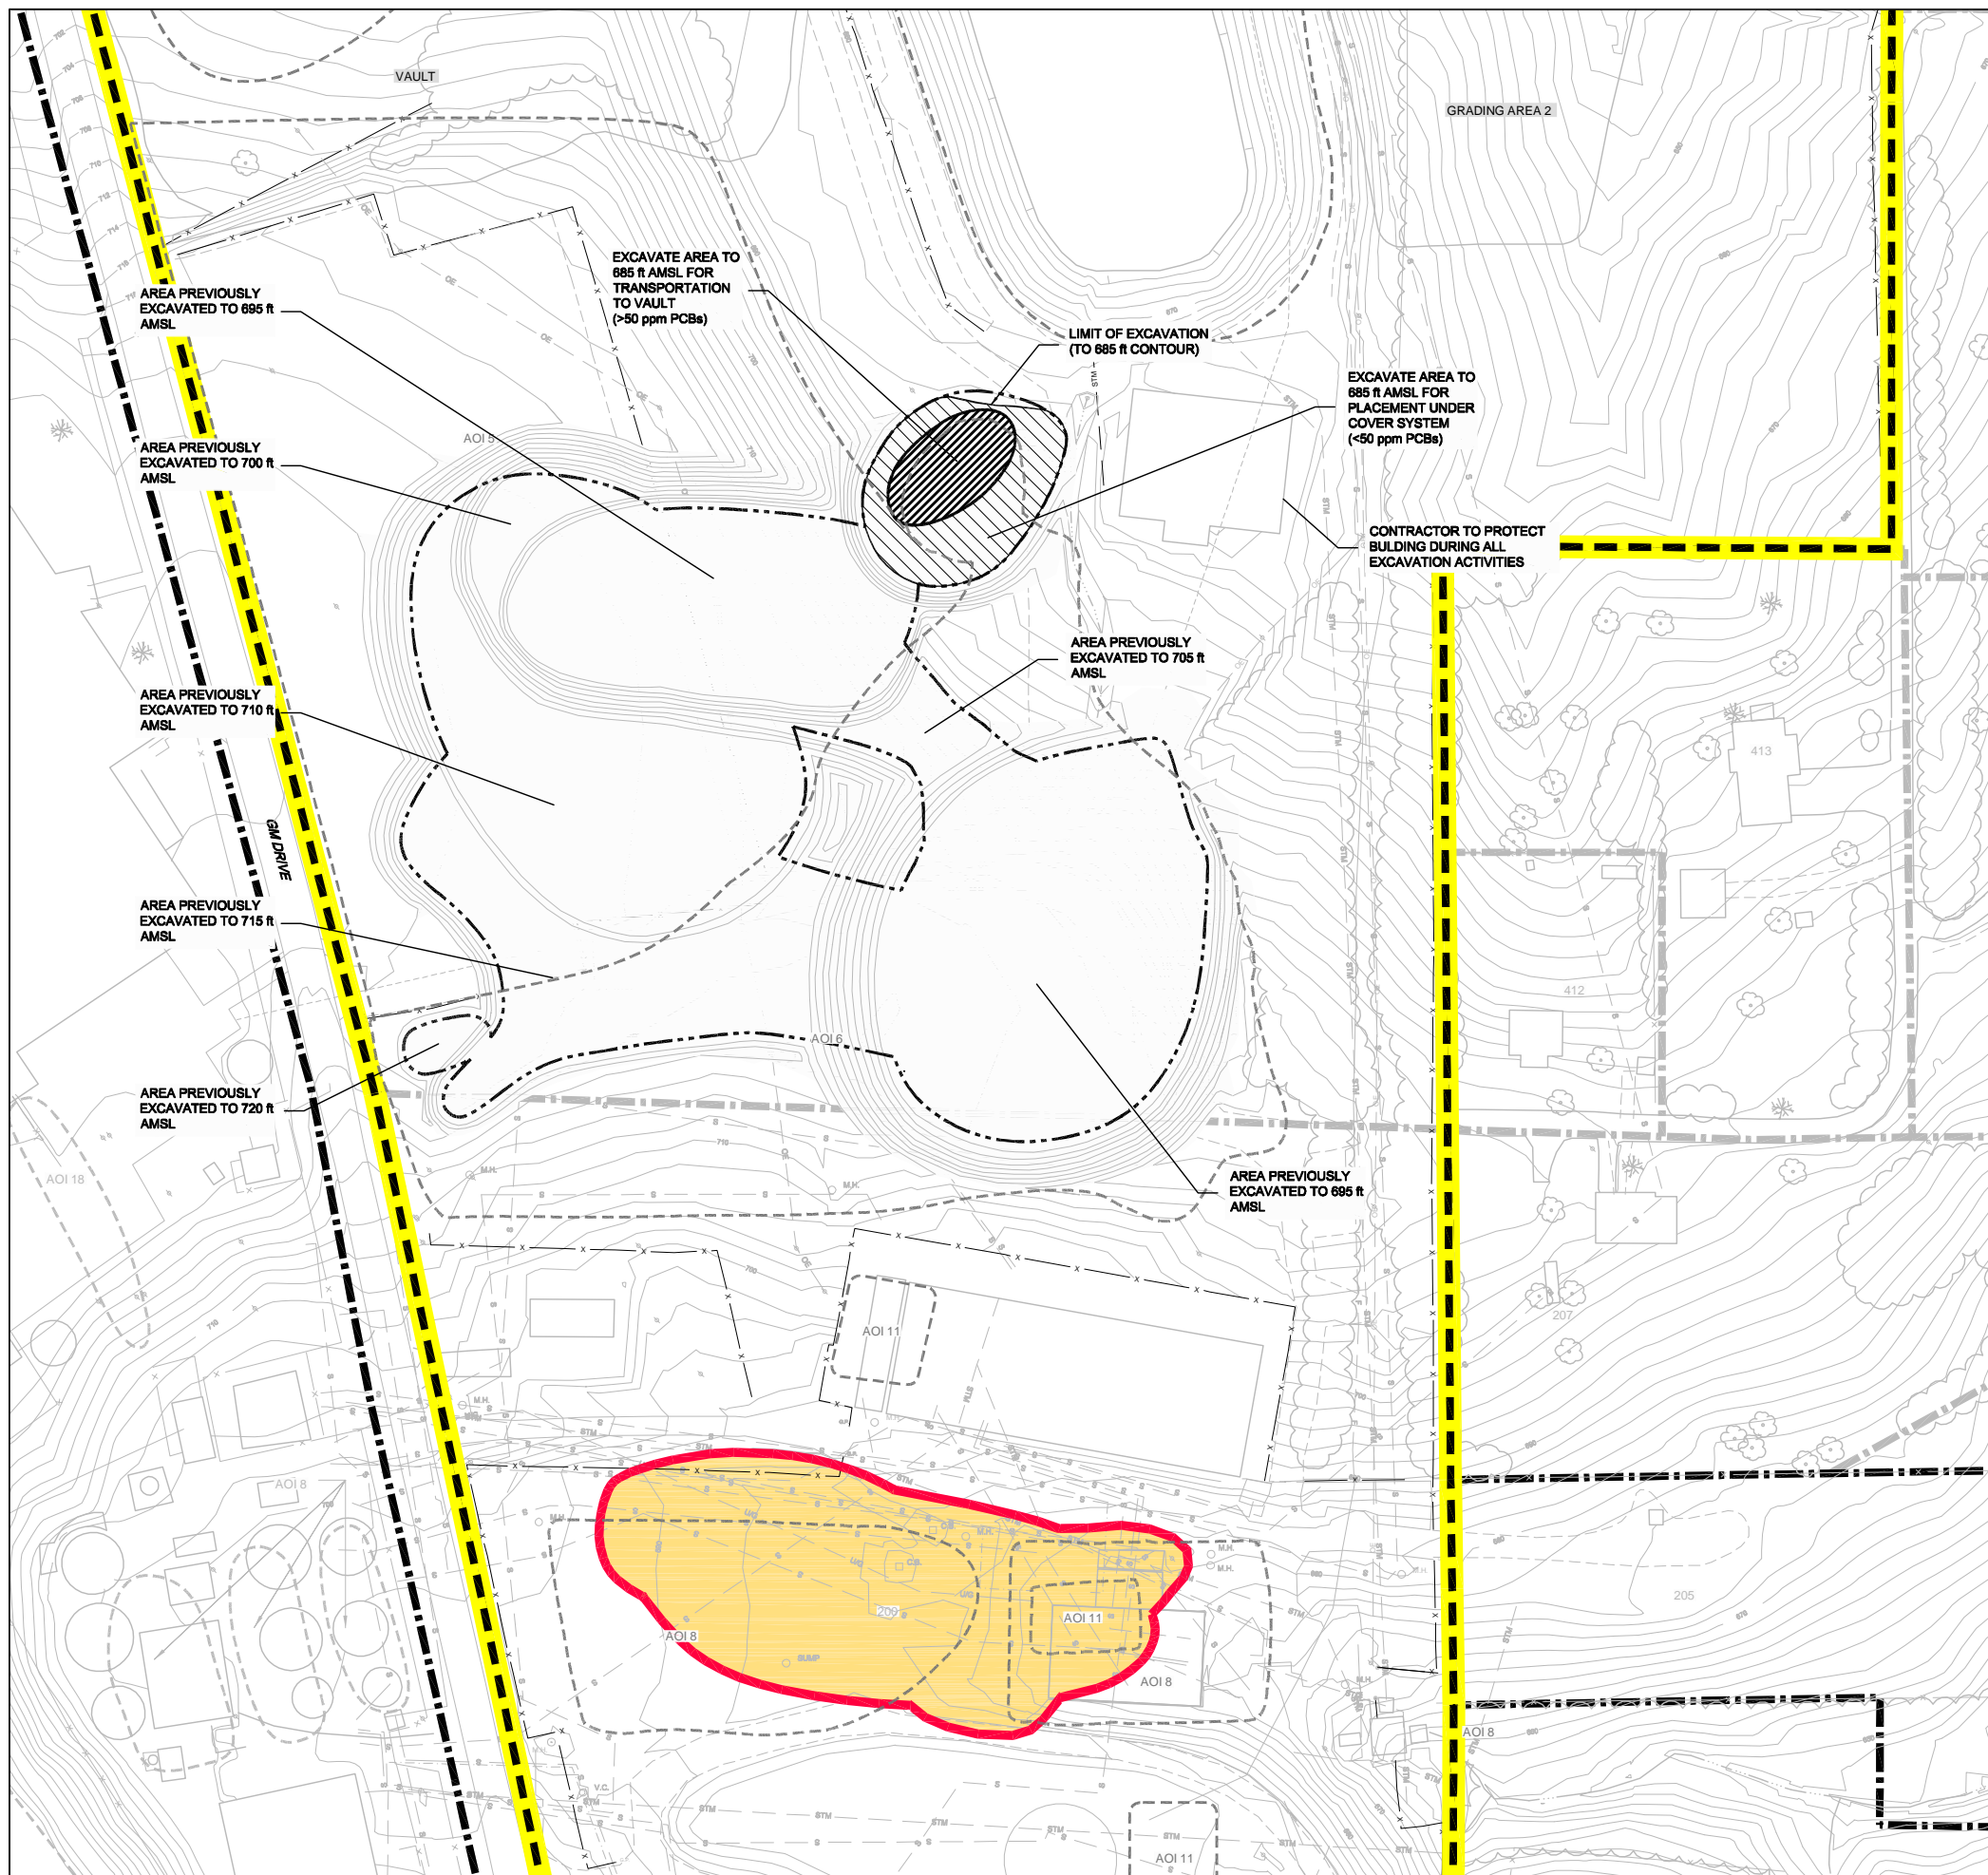 VAULT
GRADING AREA 2
EXCAVATE AREA TO
685 ft AMSL FOR
TRANSPORTATION
TO VAULT
(>50 ppm PCBs)
AREA PREVIOUSLY
EXCAVATED TO 695 ft
AMSL
LIMIT OF EXCAVATION
(TO 685 ft CONTOUR)
EXCAVATE AREA TO
685 ft AMSL FOR
PLACEMENT UNDER
COVER SYSTEM
(<50 ppm PCBs)
AOI 5
AREA PREVIOUSLY
EXCAVATED TO 700 ft
AMSL
CONTRACTOR TO PROTECT
BULDING DURING ALL
EXCAVATION ACTIVITIES
AREA PREVIOUSLY
EXCAVATED TO 705 ft
AMSL
AREA PREVIOUSLY
EXCAVATED TO 710 ft
AMSL
413
GM DRIVE
AREA PREVIOUSLY
EXCAVATED TO 715 ft
AMSL
412
AOI 6
AREA PREVIOUSLY
EXCAVATED TO 720 ft
AMSL
AOI 18
AREA PREVIOUSLY
EXCAVATED TO 695 ft
AMSL
207
AOI 11
AOI 8
205
AOI 11
AOI 8
SUMP
AOI 8
AOI 8
V.C.
AOI 11